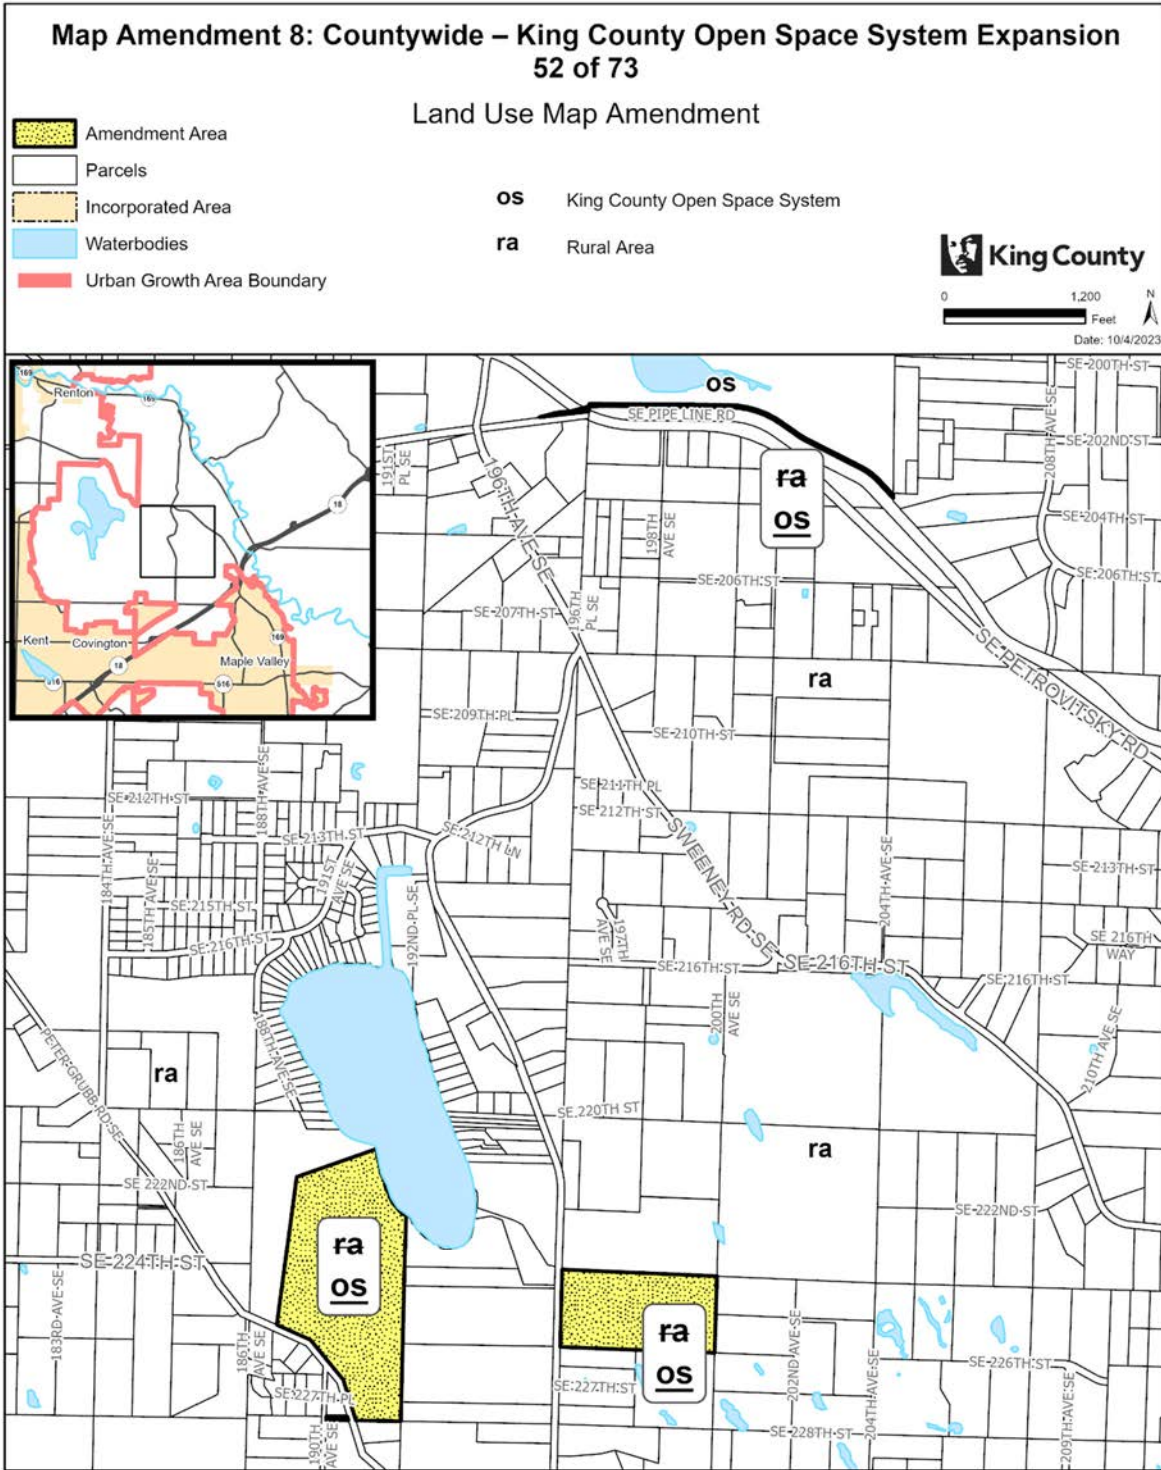 Map Amendment 8: Countywide – King County Open Space System Expansion
52 of 73
Land Use Map Amendment
Amendment Area
Parcels
Incorporated Area
Waterbodies
Urban Growth Area Boundary
os King County Open Space System
ra Rural Area
King County
0 1,200
Feet
N
Date: 10/4/2023
169
Renton
169
18
Kent
Covington
18
169
Maple Valley
516
516
os
SE PIPE LINE RD
SE 200TH ST
208TH AVE SE
SE 202ND ST
191ST
PL SE
196TH AVE SE
ra
os
198TH
AVE SE
SE 204TH ST
SE 206TH ST
SE 206TH ST
SE 207TH ST
196TH
PL SE
SE PETROVITSKY RD
ra
SE 209TH PL
SE 210TH ST
188TH AVE SE
SE 211TH PL
SE 212TH ST
SE 212TH ST
SE 213TH ST
SE 212TH LN
SWEENEY RD SE
184TH AVE SE
185TH AVE SE
191ST
AVE SE
204TH AVE SE
SE 213TH ST
SE 215TH ST
192ND PL SE
197TH
AVE SE
SE 216TH ST
SE 216TH ST
SE 216TH ST
SE 216TH
WAY
SE 216TH ST
188TH AVE SE
200TH
AVE SE
210TH AVE SE
PETER GRUBB RD SE
ra
186TH
AVE SE
SE 220TH ST
ra
SE 222ND ST
SE 222ND ST
SE 224TH ST
ra
os
183RD AVE SE
186TH
AVE SE
ra
os
202ND AVE SE
204TH AVE SE
SE 226TH ST
SE 227TH PL
SE 227TH ST
209TH AVE SE
190TH
AVE SE
SE 228TH ST